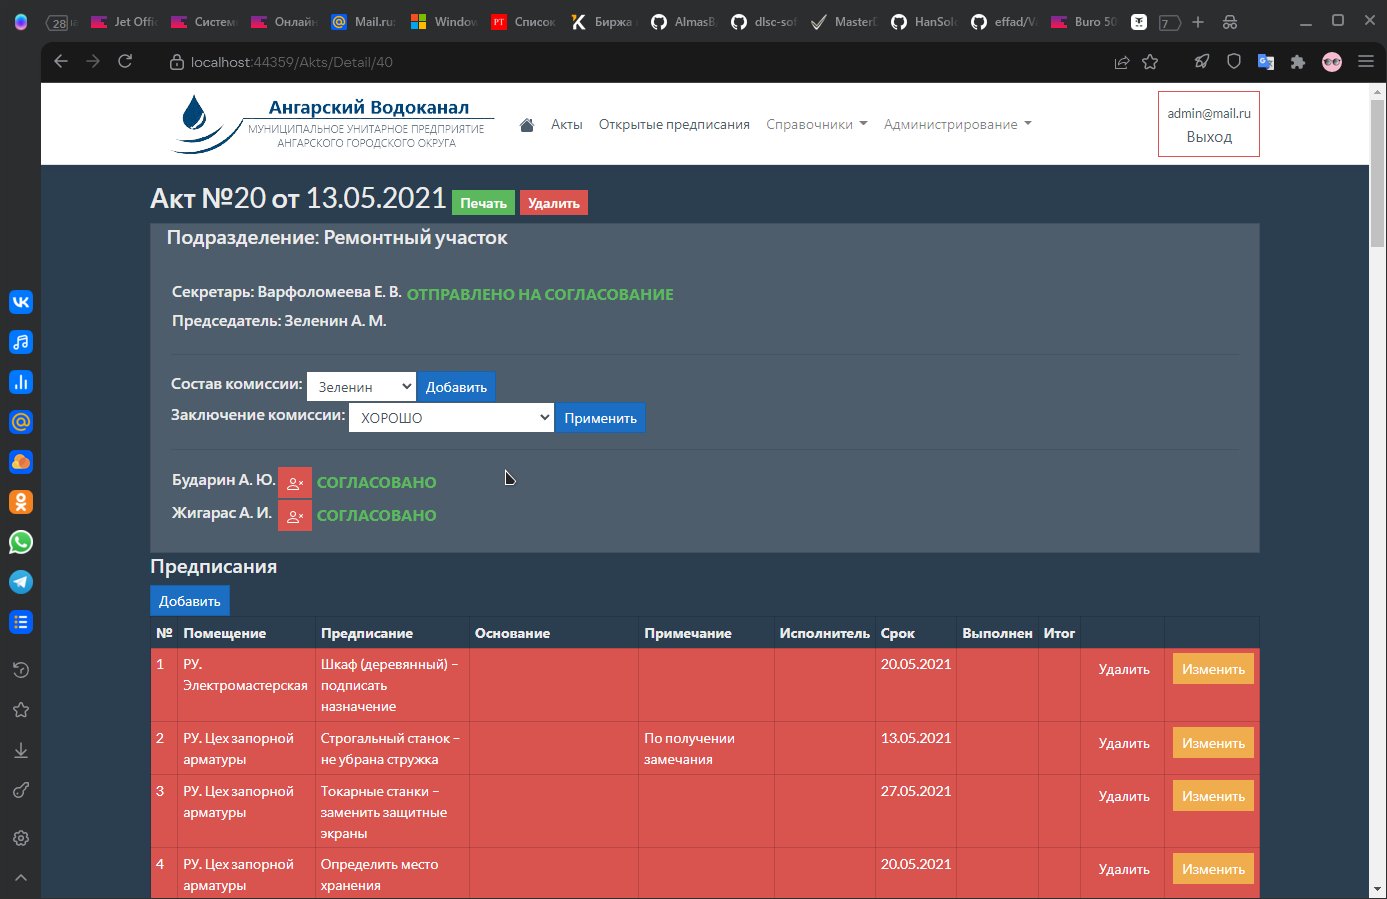 28
Jet Offi
Систем
Онлайн
Mail.ru:
Window
РТ Список
Биржа
AlmasB
dlsc-sof
MasterD
HanSolo
effad/Va
Buro 50
7
localhost:44359/Akts/Detail/40
Ангарский Водоканал
МУНИЦИПАЛЬНОЕ УНИТАРНОЕ ПРЕДПРИЯТИЕ
АНГАРСКОГО ГОРОДСКОГО ОКРУГА
Акты Открытые предписания Справочники Администрирование
admin@mail.ru
Выход
Акт №20 от 13.05.2021 Печать Удалить
Подразделение: Ремонтный участок
Секретарь: Варфоломеева Е. В. ОТПРАВЛЕНО НА СОГЛАСОВАНИЕ
Председатель: Зеленин А. М.
Состав комиссии: Зеленин Добавить
Заключение комиссии: ХОРОШО Применить
Бударин А. Ю. СОГЛАСОВАНО
Жигарас А. И. СОГЛАСОВАНО
Предписания
Добавить
№ Помещение Предписание Основание Примечание Исполнитель Срок Выполнен Итог
1 РУ. Шкаф (деревянный) – 20.05.2021 Удалить Изменить
Электромастерская подписать
назначение
2 РУ. Цех запорной Строгальный станок – По получении 13.05.2021 Удалить Изменить
арматуры не убрана стружка замечания
3 РУ. Цех запорной Токарные станки – 27.05.2021 Удалить Изменить
арматуры заменить защитные
экраны
4 РУ. Цех запорной Определить место 20.05.2021 Удалить Изменить
арматуры хранения